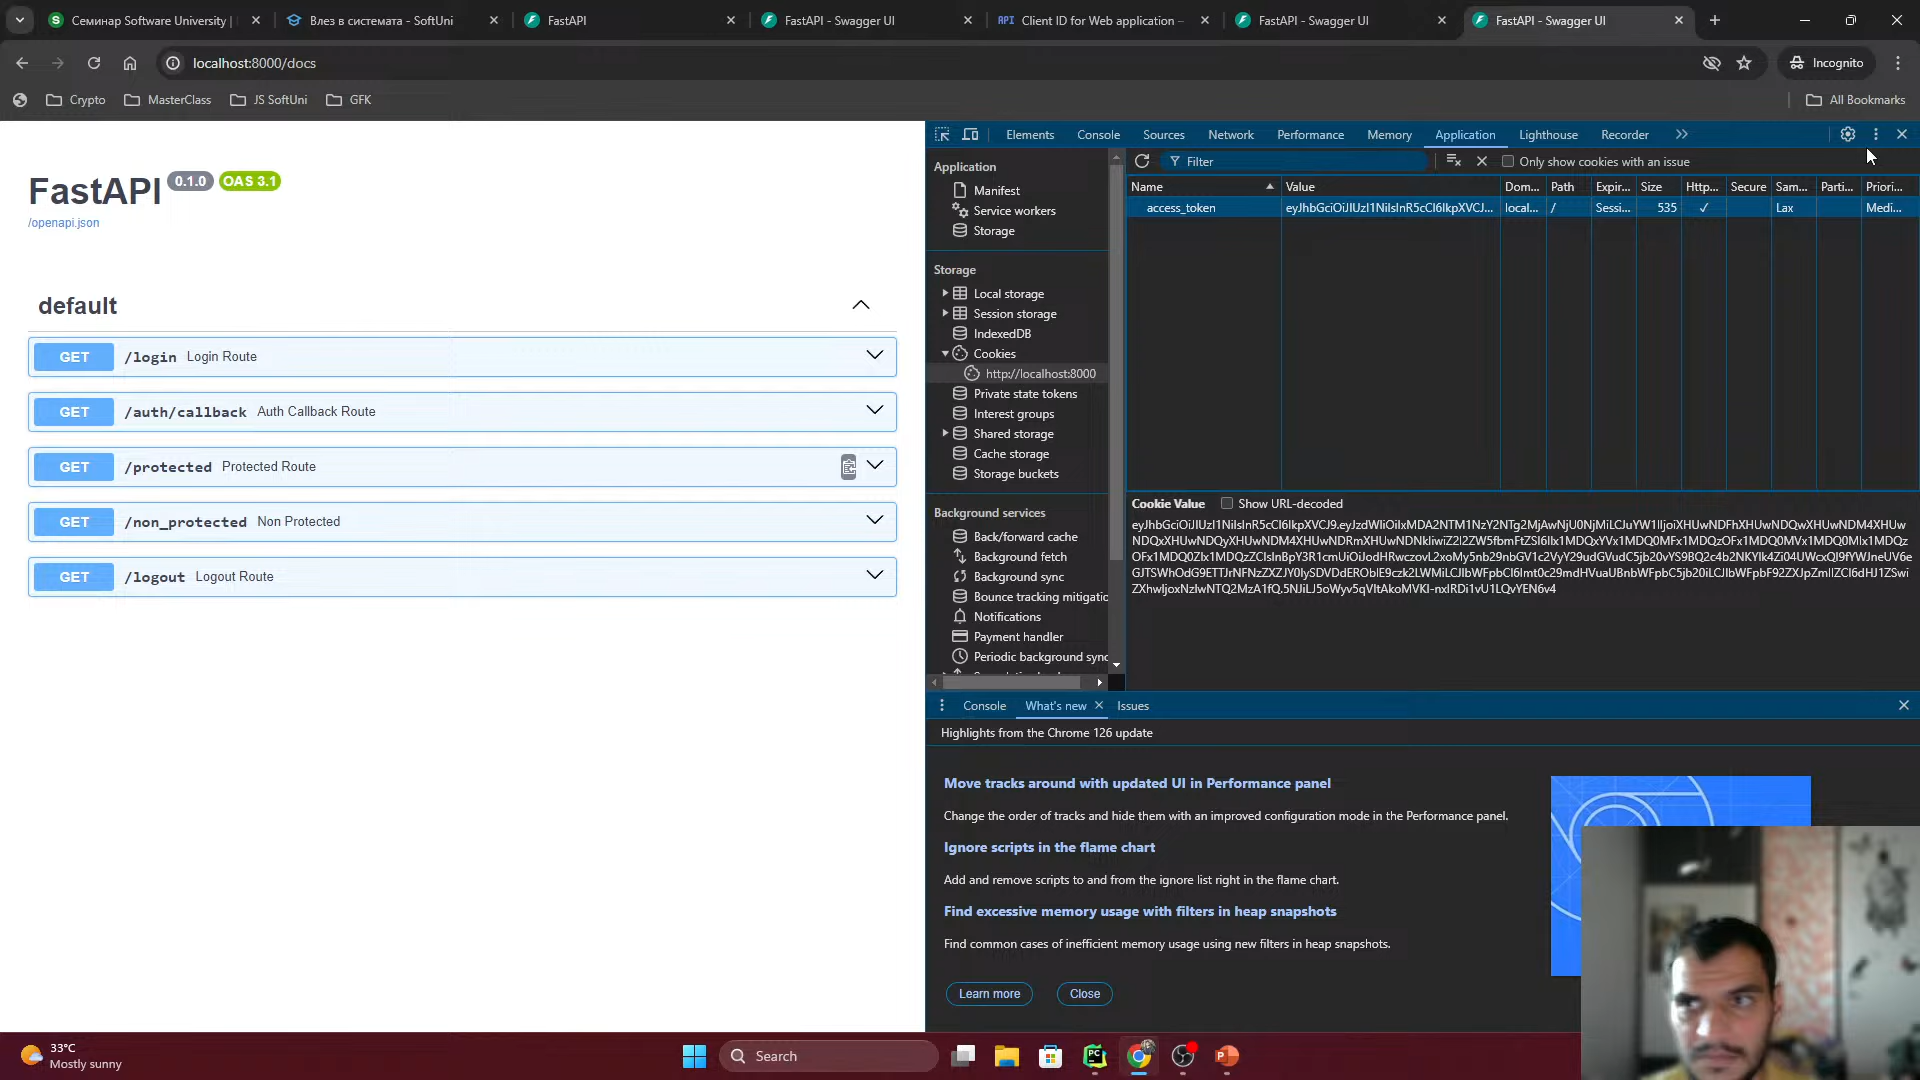 Семинар Software University |
Влез в системата - SoftUni
FastAPI
FastAPI - Swagger UI
API Client ID for Web application –
FastAPI - Swagger UI
FastAPI - Swagger UI
localhost:8000/docs
Incognito
Crypto
MasterClass
JS SoftUni
GFK
All Bookmarks
FastAPI 0.1.0 OAS 3.1
/openapi.json
default
GET /login Login Route
GET /auth/callback Auth Callback Route
GET /protected Protected Route
GET /non_protected Non Protected
GET /logout Logout Route
Elements Console Sources Network Performance Memory Application Lighthouse Recorder
Application
Manifest
Service workers
Storage
Storage
Local storage
Session storage
IndexedDB
Cookies
http://localhost:8000
Private state tokens
Interest groups
Shared storage
Cache storage
Storage buckets
Background services
Back/forward cache
Background fetch
Background sync
Bounce tracking mitigatic
Notifications
Payment handler
Periodic background sync
Filter
Only show cookies with an issue
Name Value Dom... Path Expir... Size Http... Secure Sam... Parti... Priori...
access_token local... / Sessi... 535 ✓ Lax Medi...
Cookie Value Show URL-decoded
Console What's new Issues
Highlights from the Chrome 126 update
Move tracks around with updated UI in Performance panel
Change the order of tracks and hide them with an improved configuration mode in the Performance panel.
Ignore scripts in the flame chart
Add and remove scripts to and from the ignore list right in the flame chart.
Find excessive memory usage with filters in heap snapshots
Find common cases of inefficient memory usage using new filters in heap snapshots.
Learn more
Close
33°C
Mostly sunny
Search